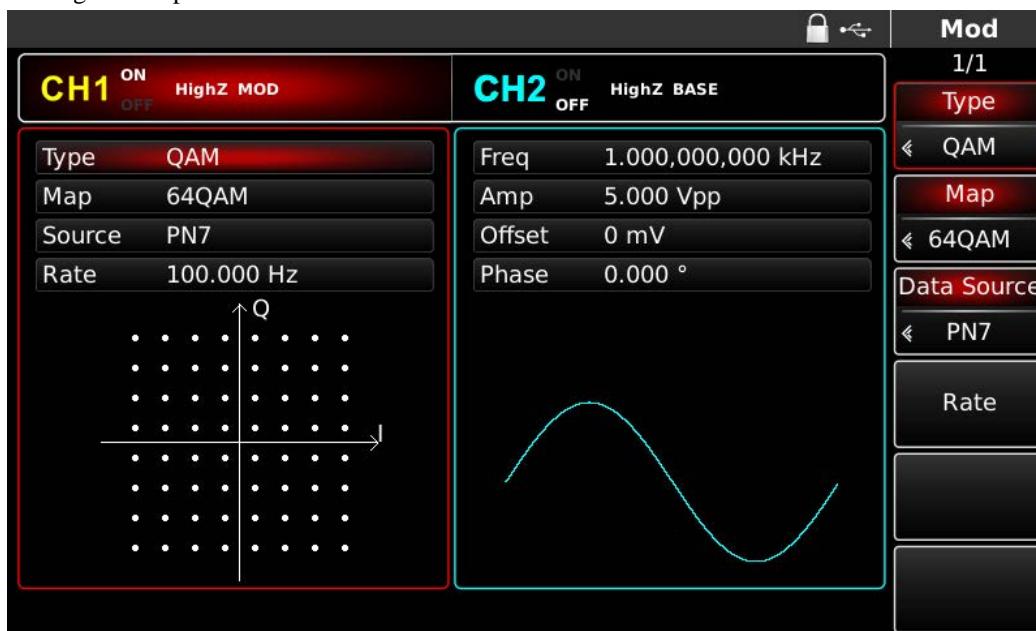 Mod
1/1
CH1 ON OFF HighZ MOD
CH2 ON OFF HighZ BASE
Type
QAM
Map
64QAM
Data Source
PN7
Rate
Type QAM
Map 64QAM
Source PN7
Rate 100.000 Hz
Q
I
Freq 1.000,000,000 kHz
Amp 5.000 Vpp
Offset 0 mV
Phase 0.000 °